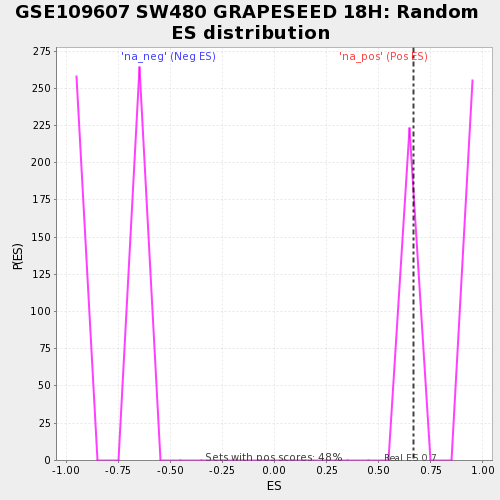 GSE109607 SW480 GRAPESEED 18H: Random
ES distribution
'na_neg' (Neg ES)
'na_pos' (Pos ES)
275
250
225
200
175
150
125
100
75
50
25
0
P(ES)
Sets with pos scores: 48%
Real ES 0.7
-1.00 -0.75 -0.50 -0.25 0.00 0.25 0.50 0.75 1.00
ES